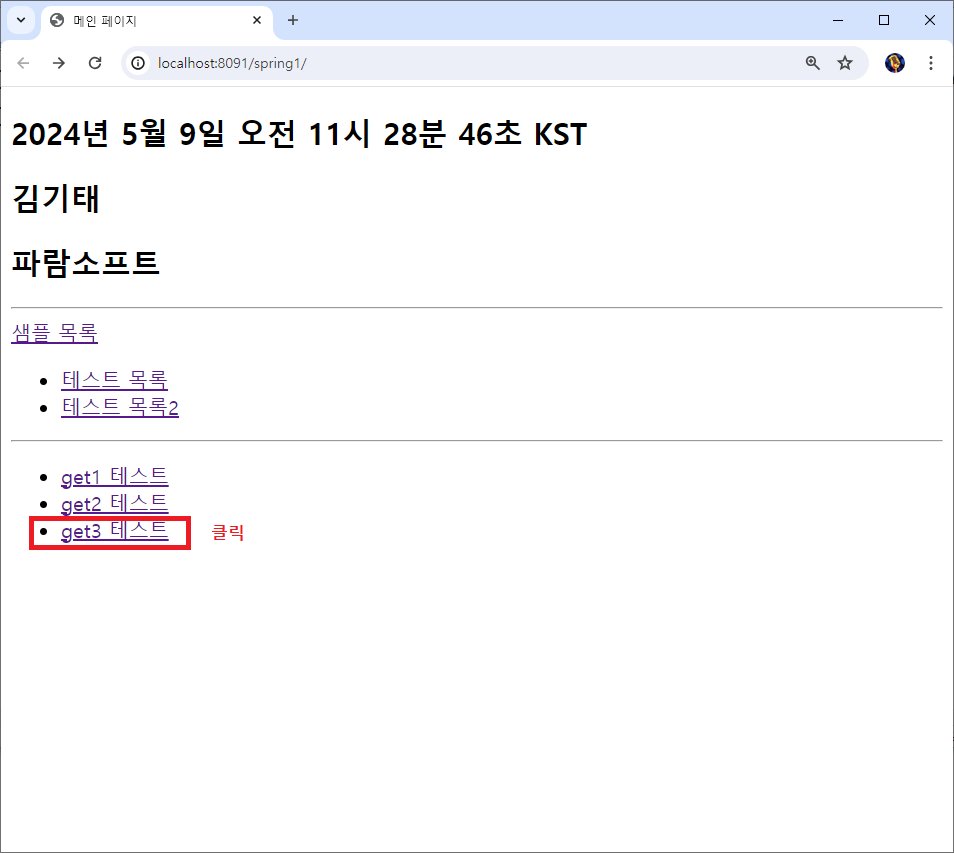 메인 페이지
localhost:8091/spring1/
2024년 5월 9일 오전 11시 28분 46초 KST
김기태
파람소프트
샘플 목록
테스트 목록
테스트 목록2
get1 테스트
get2 테스트
get3 테스트 클릭